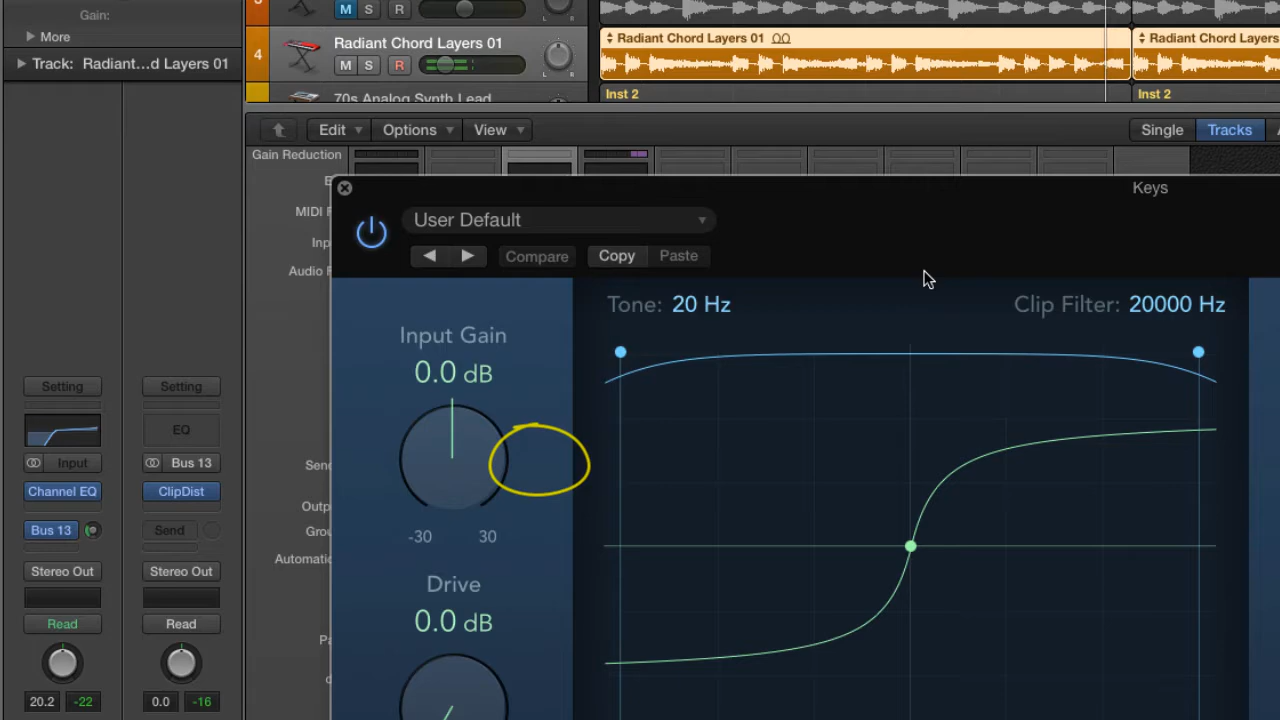 Gain:
More
Track: Radiant...d Layers 01
3
M S R
L R
4
Radiant Chord Layers 01
M S R
L R
70s Analog Synth Lead
Radiant Chord Layers 01
Radiant Chord Layers
Inst 2
Inst 2
Edit Options View
Single Tracks
Gain Reduction
Keys
User Default
Compare Copy Paste
Tone: 20 Hz
Clip Filter: 20000 Hz
Input Gain
0.0 dB
-30 30
Drive
0.0 dB
Setting Setting
EQ
Input Bus 13
Channel EQ ClipDist
Bus 13 Send
Stereo Out Stereo Out
Read Read
20.2 -22 0.0 -16